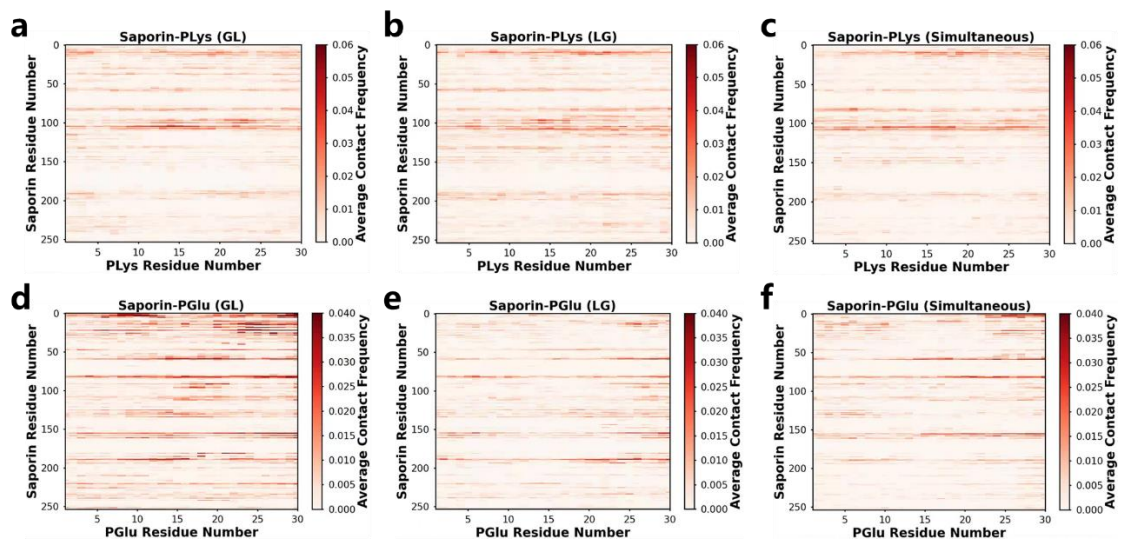 a
Saporin-PLys (GL)
Saporin Residue Number
0
50
100
150
200
250
5 10 15 20 25 30
PLys Residue Number
0.06
0.05
0.04
0.03
0.02
0.01
0.00
Average Contact Frequency
b
Saporin-PLys (LG)
Saporin Residue Number
0
50
100
150
200
250
5 10 15 20 25 30
PLys Residue Number
0.06
0.05
0.04
0.03
0.02
0.01
0.00
Average Contact Frequency
c
Saporin-PLys (Simultaneous)
Saporin Residue Number
0
50
100
150
200
250
5 10 15 20 25 30
PLys Residue Number
0.06
0.05
0.04
0.03
0.02
0.01
0.00
Average Contact Frequency
d
Saporin-PGlu (GL)
Saporin Residue Number
0
50
100
150
200
250
5 10 15 20 25 30
PGlu Residue Number
0.040
0.035
0.030
0.025
0.020
0.015
0.010
0.005
0.000
Average Contact Frequency
e
Saporin-PGlu (LG)
Saporin Residue Number
0
50
100
150
200
250
5 10 15 20 25 30
PGlu Residue Number
0.040
0.035
0.030
0.025
0.020
0.015
0.010
0.005
0.000
Average Contact Frequency
f
Saporin-PGlu (Simultaneous)
Saporin Residue Number
0
50
100
150
200
250
5 10 15 20 25 30
PGlu Residue Number
0.040
0.035
0.030
0.025
0.020
0.015
0.010
0.005
0.000
Average Contact Frequency